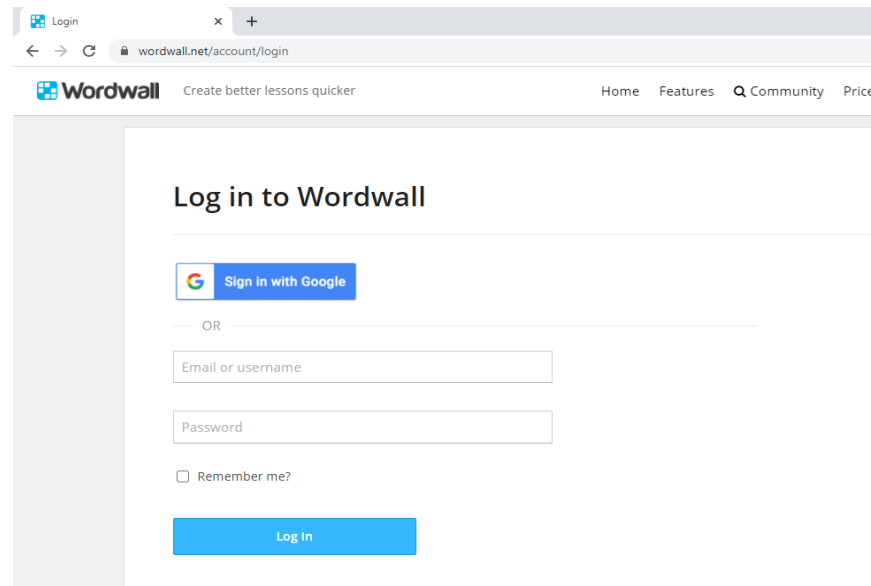 Login
wordwall.net/account/login
Wordwall Create better lessons quicker Home Features Community
Log in to Wordwall
Sign in with Google
OR
Email or username
Password
Remember me?
Log In